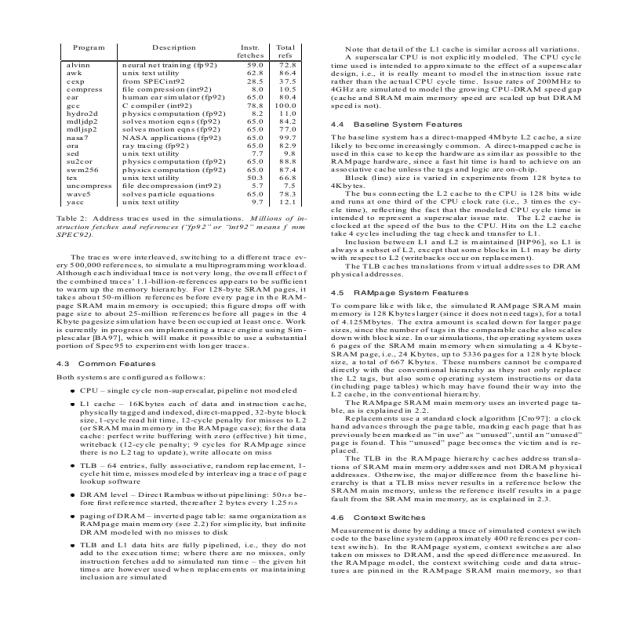 Program Description Instr. fetches Total refs
alvinn neural net training (fp92) 59.0 72.8
awk unix text utility 62.8 86.4
cexp from SPECint92 28.5 37.5
compress file compression (int92) 8.0 10.5
ear human ear simulator (fp92) 65.0 80.4
gcc C compiler (int92) 78.8 100.0
hydro2d physics computation (fp92) 8.2 11.0
mdljdp2 solves motion eqns (fp92) 65.0 84.2
mdljsp2 solves motion eqns (fp92) 65.0 77.0
nasa7 NASA applications (fp92) 65.0 99.7
ora ray tracing (fp92) 65.0 82.9
sed unix text utility 7.7 9.8
su2cor physics computation (fp92) 65.0 88.8
swm256 physics computation (fp92) 65.0 87.4
tex unix text utility 50.3 66.8
uncompress file decompression (int92) 5.7 7.5
wave5 solves particle equations 65.0 78.3
yacc unix text utility 9.7 12.1
Table 2: Address traces used in the simulations. Millions of in-
struction fetches and references ("fp92" or "int92" means f om
SPEC92).
The traces were interleaved, switching to a different trace ev-
ery 500,000 references, to simulate a multiprogramming workload.
Although each individual trace is not very long, the overall effect of
the combined traces' 1.1-billion-references appears to be sufficient
to warm up the memory hierarchy. For 128-byte SRAM pages, it
takes about 50-million references before every page in the RAM-
page SRAM main memory is occupied; this figure drops off with
page size to about 25-million references before all pages in the 4
Kbyte page size simulation have been occupied at least once. Work
is currently in progress on implementing a trace engine using Sim-
plescalar [BA97], which will make it possible to use a substantial
portion of Spec95 to experiment with longer traces.
4.3 Common Features
Both systems are configured as follows:
● CPU – single cycle non-superscalar, pipeline not modeled
● L1 cache – 16Kbytes each of data and instruction cache,
physically tagged and indexed, direct-mapped, 32-byte block
size, 1-cycle read hit time, 12-cycle penalty for misses to L2
(or SRAM main memory in the RAMpage case); for the data
cache: perfect write buffering with zero (effective) hit time,
writeback (12-cycle penalty; 9 cycles for RAMpage since
there is no L2 tag to update), write allocate on miss
● TLB – 64 entries, fully associative, random replacement, 1-
cycle hit time, misses modeled by interleaving a trace of page
lookup software
● DRAM level – Direct Rambus without pipelining: 50ns be-
fore first reference started, thereafter 2 bytes every 1.25ns
● paging of DRAM – inverted page table: same organization as
RAMpage main memory (see 2.2) for simplicity, but infinite
DRAM modeled with no misses to disk
● TLB and L1 data hits are fully pipelined, i.e., they do not
add to the execution time; where there are no misses, only
instruction fetches add to simulated run time – the given hit
times are however used when replacements or maintaining
inclusion are simulated
Note that detail of the L1 cache is similar across all variations.
A superscalar CPU is not explicitly modeled. The CPU cycle
time used is intended to approximate to the effect of a superscalar
design, i.e., it is really meant to model the instruction issue rate
rather than the actual CPU cycle time. Issue rates of 200MHz to
4GHz are simulated to model the growing CPU-DRAM speed gap
(cache and SRAM main memory speed are scaled up but DRAM
speed is not).
4.4 Baseline System Features
The baseline system has a direct-mapped 4Mbyte L2 cache, a size
likely to become increasingly common. A direct-mapped cache is
used in this case to keep the hardware as similar as possible to the
RAMpage hardware, since a fast hit time is hard to achieve on an
associative cache unless the tags and logic are on-chip.
Block (line) size is varied in experiments from 128 bytes to
4Kbytes.
The bus connecting the L2 cache to the CPU is 128 bits wide
and runs at one third of the CPU clock rate (i.e., 3 times the cy-
cle time), reflecting the fact that the modeled CPU cycle time is
intended to represent a superscalar issue rate. The L2 cache is
clocked at the speed of the bus to the CPU. Hits on the L2 cache
take 4 cycles including the tag check and transfer to L1.
Inclusion between L1 and L2 is maintained [HP96], so L1 is
always a subset of L2, except that some blocks in L1 may be dirty
with respect to L2 (writebacks occur on replacement).
The TLB caches translations from virtual addresses to DRAM
physical addresses.
4.5 RAMpage System Features
To compare like with like, the simulated RAMpage SRAM main
memory is 128 Kbytes larger (since it does not need tags), for a total
of 4.125Mbytes. The extra amount is scaled down for larger page
sizes, since the number of tags in the comparable cache also scales
down with block size. In our simulations, the operating system uses
6 pages of the SRAM main memory when simulating a 4 Kbyte-
SRAM page, i.e., 24 Kbytes, up to 5336 pages for a 128 byte block
size, a total of 667 Kbytes. These numbers cannot be compared
directly with the conventional hierarchy as they not only replace
the L2 tags, but also some operating system instructions or data
(including page tables) which may have found their way into the
L2 cache, in the conventional hierarchy.
The RAMpage SRAM main memory uses an inverted page ta-
ble, as is explained in 2.2.
Replacements use a standard clock algorithm [Cro97]; a clock
hand advances through the page table, marking each page that has
previously been marked as "in use" as "unused", until an "unused"
page is found. This "unused" page becomes the victim and is re-
placed.
The TLB in the RAMpage hierarchy caches address transla-
tions of SRAM main memory addresses and not DRAM physical
addresses. Otherwise, the major difference from the baseline hi-
erarchy is that a TLB miss never results in a reference below the
SRAM main memory, unless the reference itself results in a page
fault from the SRAM main memory, as is explained in 2.3.
4.6 Context Switches
Measurement is done by adding a trace of simulated context switch
code to the baseline system (approximately 400 references per con-
text switch). In the RAMpage system, context switches are also
taken on misses to DRAM, and the speed difference measured. In
the RAMpage model, the context switching code and data struc-
tures are pinned in the RAMpage SRAM main memory, so that